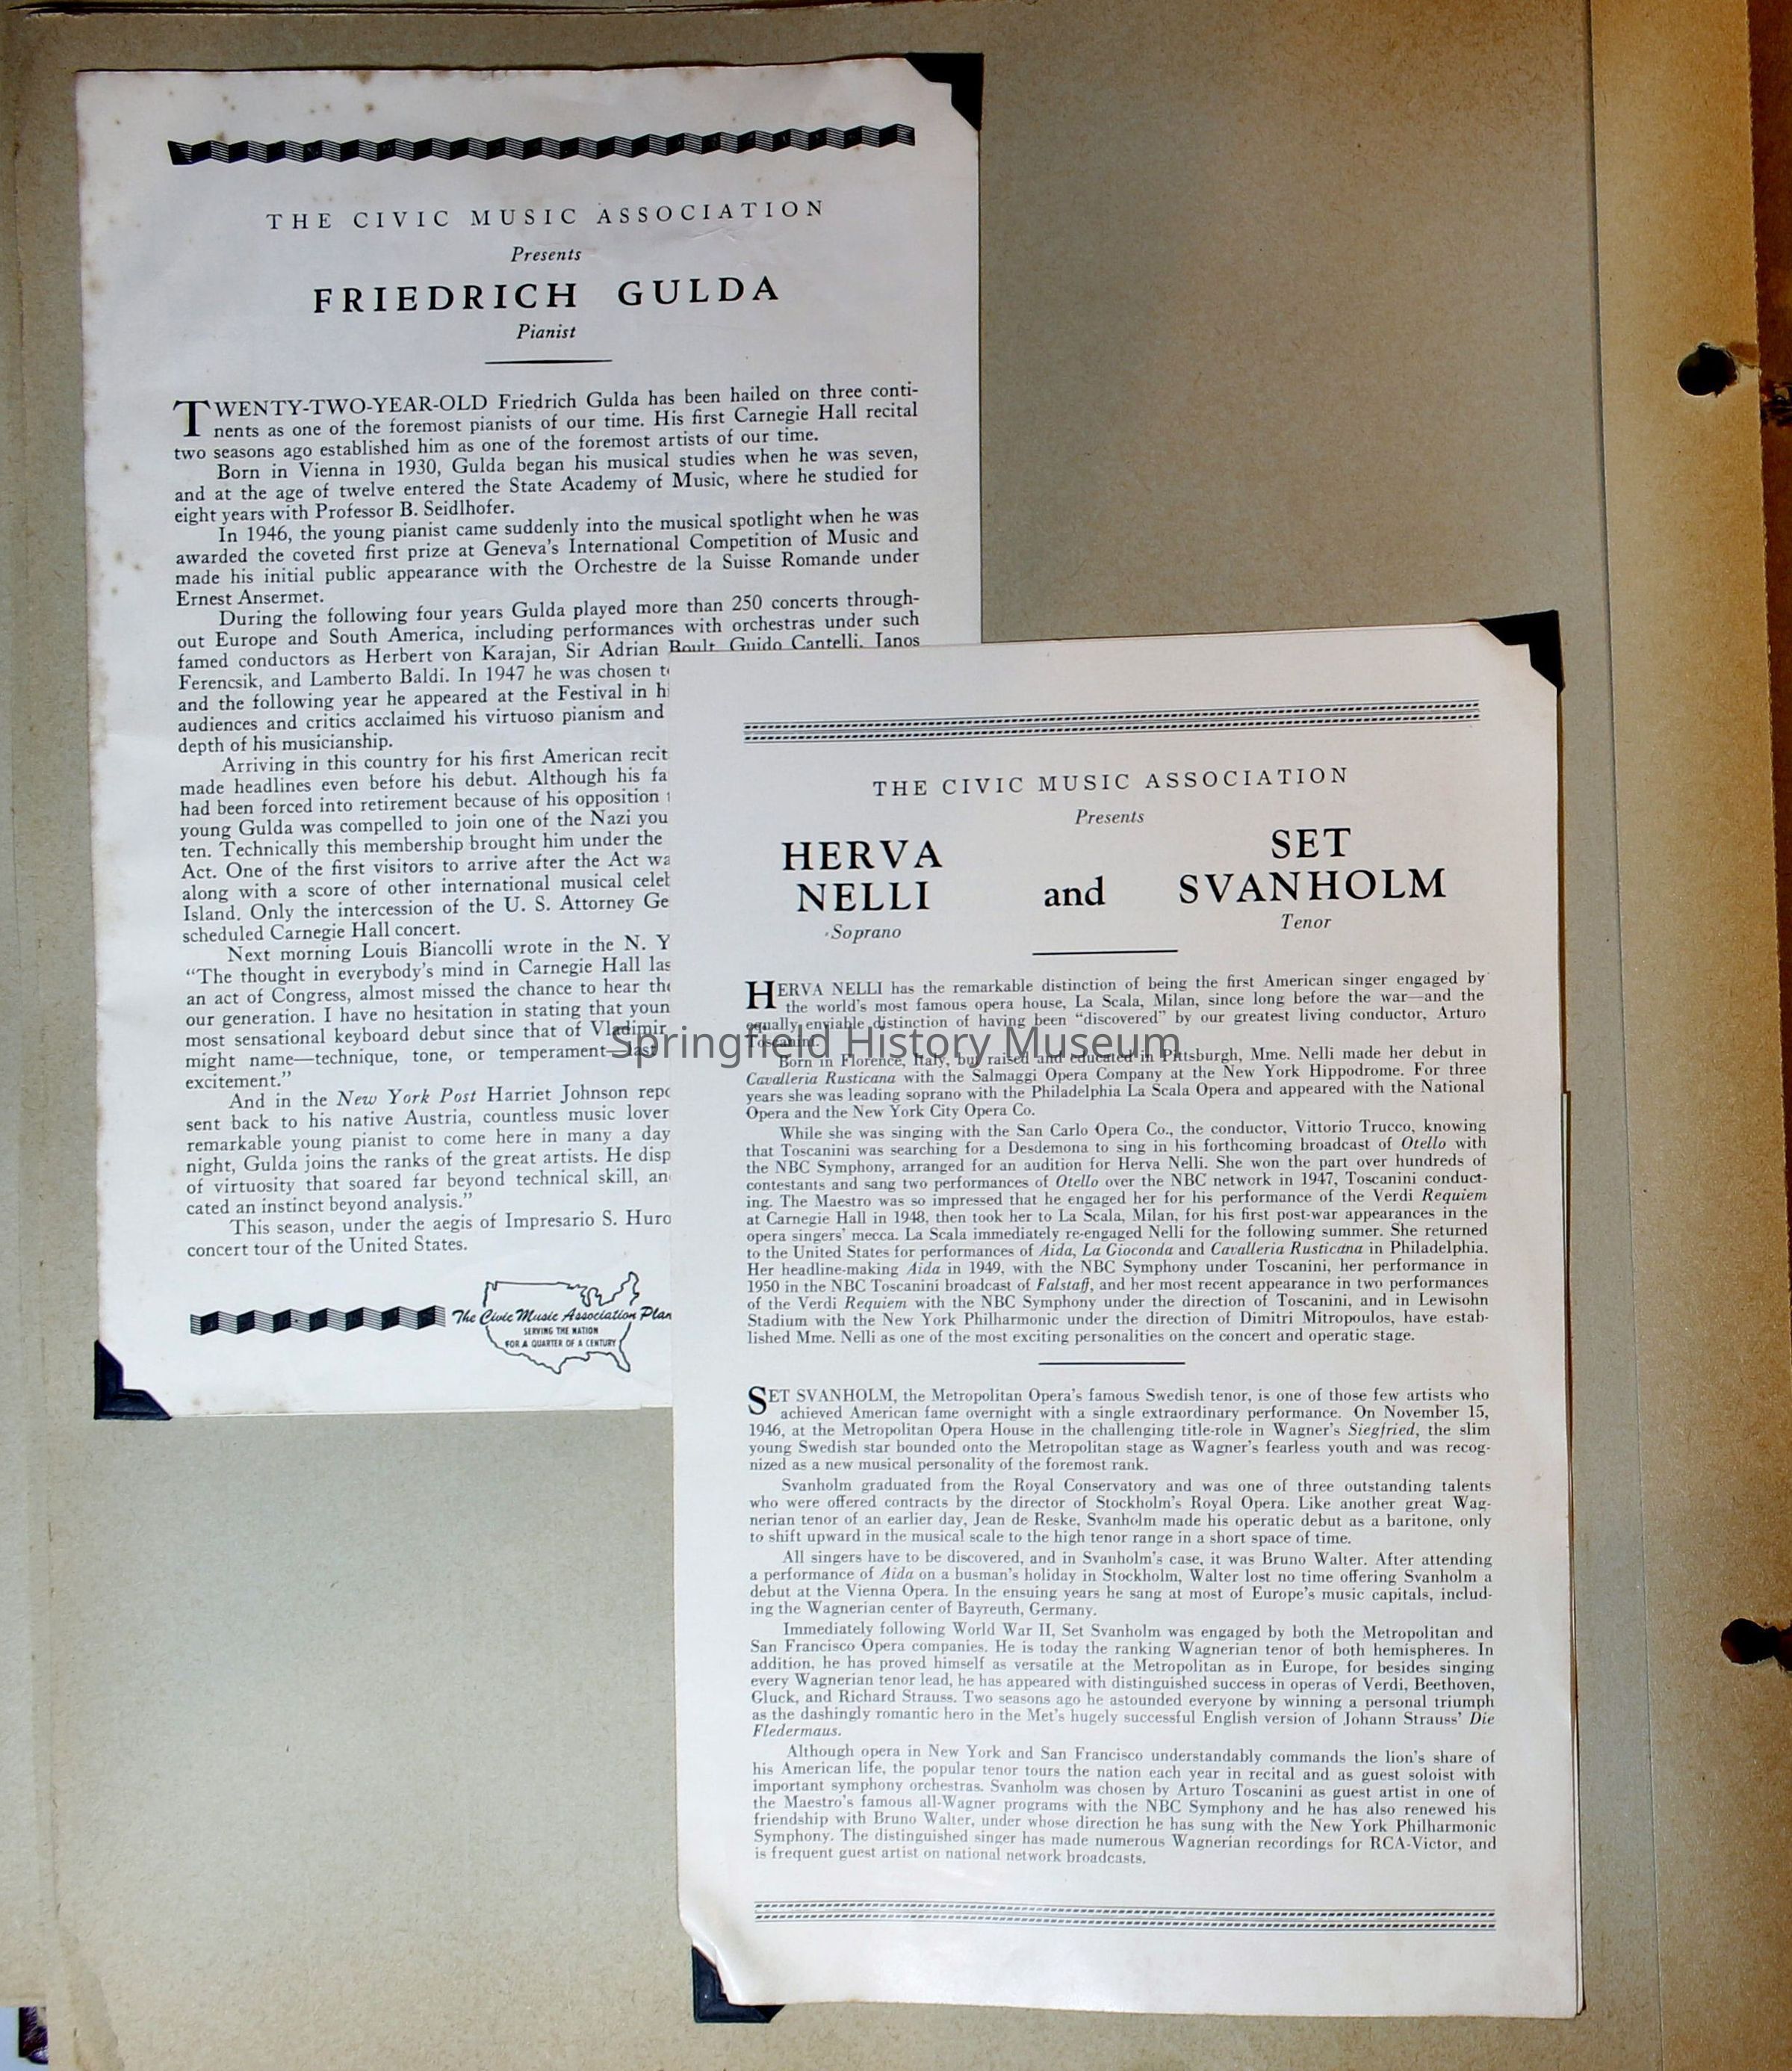 THE CIVIC MUSIC ASSOCIATION
Presents
FRIEDRICH GULDA
Pianist
TWENTY-TWO-YEAR-OLD Friedrich Gulda has been hailed on three conti-
nents as one of the foremost pianists of our time. His first Carnegie Hall recital
two seasons ago established him as one of the foremost artists of our time.
Born in Vienna in 1930, Gulda began his musical studies when he was seven,
and at the age of twelve entered the State Academy of Music, where he studied for
eight years with Professor B. Seidlhofer.
In 1946, the young pianist came suddenly into the musical spotlight when he was
awarded the coveted first prize at Geneva's International Competition of Music and
made his initial public appearance with the Orchestre de la Suisse Romande under
Ernest Ansermet.
During the following four years Gulda played more than 250 concerts through-
out Europe and South America, including performances with orchestras under such
famed conductors as Herbert von Karajan, Sir Adrian Boult, Guido Cantelli, Janos
Ferencsik, and Lamberto Baldi. In 1947 he was chosen
and the following year he appeared at the Festival in
audiences and critics acclaimed his virtuoso pianism and
depth of his musicianship.
Arriving in this country for his first American
made headlines even before his debut. Although his
had been forced into retirement because of his opposition
young Gulda was compelled to join one of the Nazi
ten. Technically this membership brought him under the
Act. One of the first visitors to arrive after the Act
along with a score of other international musical
Island. Only the intercession of the U. S. Attorney
scheduled Carnegie Hall concert.
Next morning Louis Biancolli wrote in the N. Y
"The thought in everybody's mind in Carnegie Hall
an act of Congress, almost missed the chance to hear
our generation. I have no hesitation in stating that
most sensational keyboard debut since that of Vladimir
might name—technique, tone, or temperament—last
excitement."
And in the New York Post Harriet Johnson
sent back to his native Austria, countless music
remarkable young pianist to come here in many a day
night, Gulda joins the ranks of the great artists. He
of virtuosity that soared far beyond technical skill,
cated an instinct beyond analysis."
This season, under the aegis of Impresario S.
concert tour of the United States.
The Civic Music Association Plan
SERVING THE NATION
FOR A QUARTER OF A CENTURY
THE CIVIC MUSIC ASSOCIATION
Presents
HERVA NELLI and SET SVANHOLM
Soprano Tenor
HERVA NELLI has the remarkable distinction of being the first American singer engaged by
the world's most famous opera house, La Scala, Milan, since long before the war—and the
equally enviable distinction of having been "discovered" by our greatest living conductor, Arturo
Toscanini.
Born in Florence, Italy, but raised and educated in Pittsburgh, Mme. Nelli made her debut in
Cavalleria Rusticana with the Salmaggi Opera Company at the New York Hippodrome. For three
years she was leading soprano with the Philadelphia La Scala Opera and appeared with the National
Opera and the New York City Opera Co.
While she was singing with the San Carlo Opera Co., the conductor, Vittorio Trucco, knowing
that Toscanini was searching for a Desdemona to sing in his forthcoming broadcast of Otello with
the NBC Symphony, arranged for an audition for Herva Nelli. She won the part over hundreds of
contestants and sang two performances of Otello over the NBC network in 1947, Toscanini conduct-
ing. The Maestro was so impressed that he engaged her for his performance of the Verdi Requiem
at Carnegie Hall in 1948, then took her to La Scala, Milan, for his first post-war appearances in the
opera singers' mecca. La Scala immediately re-engaged Nelli for the following summer. She returned
to the United States for performances of Aida, La Gioconda and Cavalleria Rusticana in Philadelphia.
Her headline-making Aida in 1949, with the NBC Symphony under Toscanini, her performance in
1950 in the NBC Toscanini broadcast of Falstaff, and her most recent appearance in two performances
of the Verdi Requiem with the NBC Symphony under the direction of Toscanini, and in Lewisohn
Stadium with the New York Philharmonic under the direction of Dimitri Mitropoulos, have estab-
lished Mme. Nelli as one of the most exciting personalities on the concert and operatic stage.
SET SVANHOLM, the Metropolitan Opera's famous Swedish tenor, is one of those few artists who
achieved American fame overnight with a single extraordinary performance. On November 15,
1946, at the Metropolitan Opera House in the challenging title-role in Wagner's Siegfried, the slim
young Swedish star bounded onto the Metropolitan stage as Wagner's fearless youth and was recog-
nized as a new musical personality of the foremost rank.
Svanholm graduated from the Royal Conservatory and was one of three outstanding talents
who were offered contracts by the director of Stockholm's Royal Opera. Like another great Wag-
nerian tenor of an earlier day, Jean de Reske, Svanholm made his operatic debut as a baritone, only
to shift upward in the musical scale to the high tenor range in a short space of time.
All singers have to be discovered, and in Svanholm's case, it was Bruno Walter. After attending
a performance of Aida on a busman's holiday in Stockholm, Walter lost no time offering Svanholm a
debut at the Vienna Opera. In the ensuing years he sang at most of Europe's music capitals, includ-
ing the Wagnerian center of Bayreuth, Germany.
Immediately following World War II, Set Svanholm was engaged by both the Metropolitan and
San Francisco Opera companies. He is today the ranking Wagnerian tenor of both hemispheres. In
addition, he has proved himself as versatile at the Metropolitan as in Europe, for besides singing
every Wagnerian tenor lead, he has appeared with distinguished success in operas of Verdi, Beethoven,
Gluck, and Richard Strauss. Two seasons ago he astounded everyone by winning a personal triumph
as the dashingly romantic hero in the Met's hugely successful English version of Johann Strauss' Die
Fledermaus.
Although opera in New York and San Francisco understandably commands the lion's share of
his American life, the popular tenor tours the nation each year in recital and as guest soloist with
important symphony orchestras. Svanholm was chosen by Arturo Toscanini as guest artist in one of
the Maestro's famous all-Wagner programs with the NBC Symphony and he has also renewed his
friendship with Bruno Walter, under whose direction he has sung with the New York Philharmonic
Symphony. The distinguished singer has made numerous Wagnerian recordings for RCA-Victor, and
is frequent guest artist on national network broadcasts.
Springfield History Museum